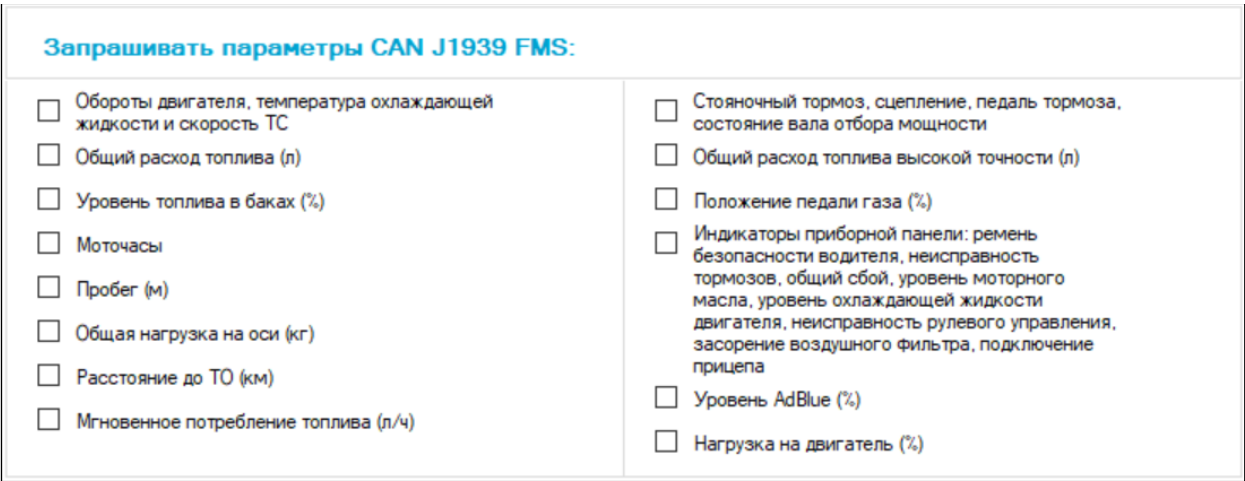 Запрашивать параметры CAN J1939 FMS:
Обороты двигателя, температура охлаждающей
жидкости и скорость ТС
Общий расход топлива (л)
Уровень топлива в баках (%)
Моточасы
Пробег (м)
Общая нагрузка на оси (кг)
Расстояние до ТО (км)
Мгновенное потребление топлива (л/ч)
Стояночный тормоз, сцепление, педаль тормоза,
состояние вала отбора мощности
Общий расход топлива высокой точности (л)
Положение педали газа (%)
Индикаторы приборной панели: ремень
безопасности водителя, неисправность
тормозов, общий сбой, уровень моторного
масла, уровень охлаждающей жидкости
двигателя, неисправность рулевого управления,
засорение воздушного фильтра, подключение
прицепа
Уровень AdBlue (%)
Нагрузка на двигатель (%)